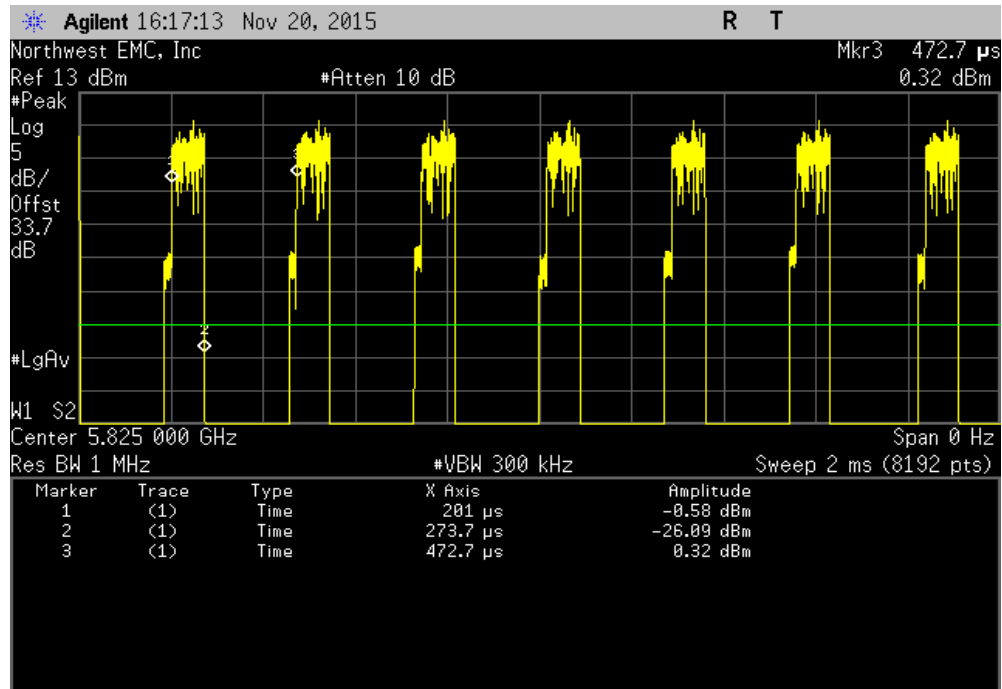 Agilent 16:17:13 Nov 20, 2015 R T
Northwest EMC, Inc Mkr3 472.7 µs
Ref 13 dBm #Atten 10 dB 0.32 dBm
#Peak
Log
5
dB/
Offst
33.7
dB
3
2
#LgAv
W1 S2
Center 5.825 000 GHz Span 0 Hz
Res BW 1 MHz #VBW 300 kHz Sweep 2 ms (8192 pts)
Marker Trace Type X Axis Amplitude
1 (1) Time 201 µs -0.58 dBm
2 (1) Time 273.7 µs -26.09 dBm
3 (1) Time 472.7 µs 0.32 dBm